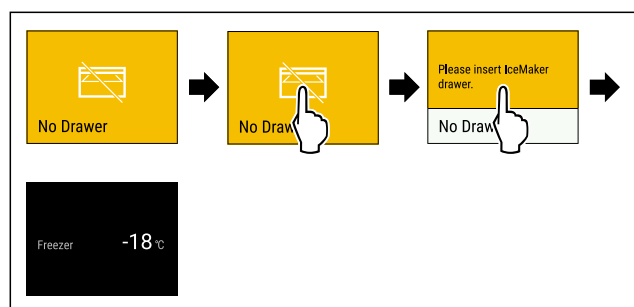 No Drawer
No Draw
Please insert IceMaker
drawer.
No Draw
Freezer -18 °C